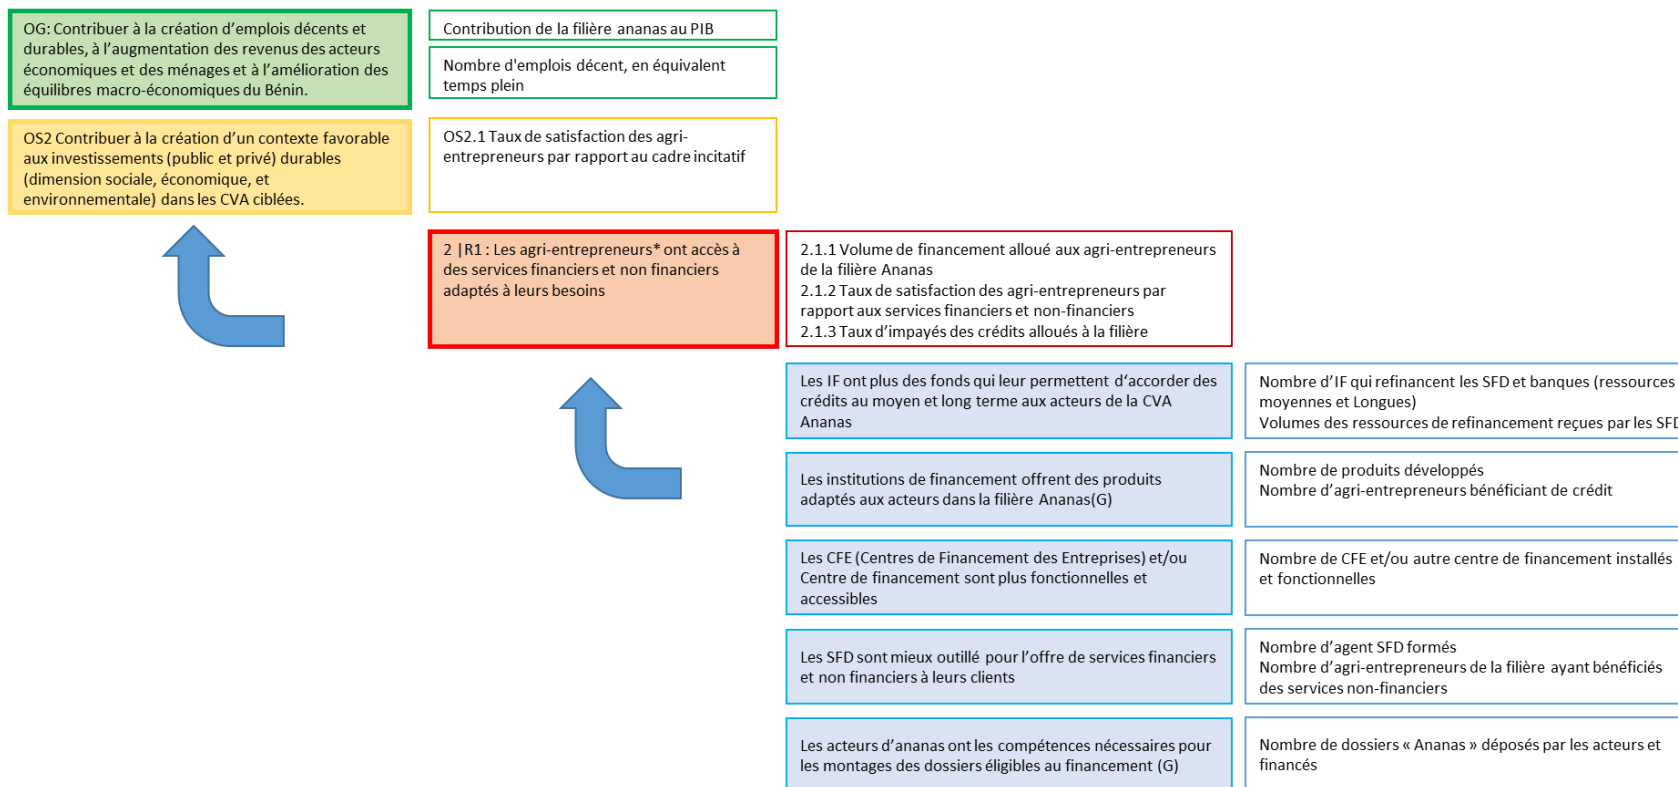 OG: Contribuer à la création d'emplois décents et
durables, à l'augmentation des revenus des acteurs
économiques et des ménages et à l'amélioration des
équilibres macro-économiques du Bénin.
Contribution de la filière ananas au PIB
Nombre d'emplois décent, en équivalent
temps plein
OS2 Contribuer à la création d'un contexte favorable
aux investissements (public et privé) durables
(dimension sociale, économique, et
environnementale) dans les CVA ciblées.
OS2.1 Taux de satisfaction des agri-
entrepreneurs par rapport au cadre incitatif
2 |R1 : Les agri-entrepreneurs* ont accès à
des services financiers et non financiers
adaptés à leurs besoins
2.1.1 Volume de financement alloué aux agri-entrepreneurs
de la filière Ananas
2.1.2 Taux de satisfaction des agri-entrepreneurs par
rapport aux services financiers et non-financiers
2.1.3 Taux d'impayés des crédits alloués à la filière
Les IF ont plus des fonds qui leur permettent d'accorder des
crédits au moyen et long terme aux acteurs de la CVA
Ananas
Nombre d'IF qui refinancent les SFD et banques (ressources
moyennes et Longues)
Volumes des ressources de refinancement reçues par les SFD
Les institutions de financement offrent des produits
adaptés aux acteurs dans la filière Ananas(G)
Nombre de produits développés
Nombre d'agri-entrepreneurs bénéficiant de crédit
Les CFE (Centres de Financement des Entreprises) et/ou
Centre de financement sont plus fonctionnelles et
accessibles
Nombre de CFE et/ou autre centre de financement installés
et fonctionnelles
Les SFD sont mieux outillé pour l'offre de services financiers
et non financiers à leurs clients
Nombre d'agent SFD formés
Nombre d'agri-entrepreneurs de la filière ayant bénéficiés
des services non-financiers
Les acteurs d'ananas ont les compétences nécessaires pour
les montages des dossiers éligibles au financement (G)
Nombre de dossiers « Ananas » déposés par les acteurs et
financés